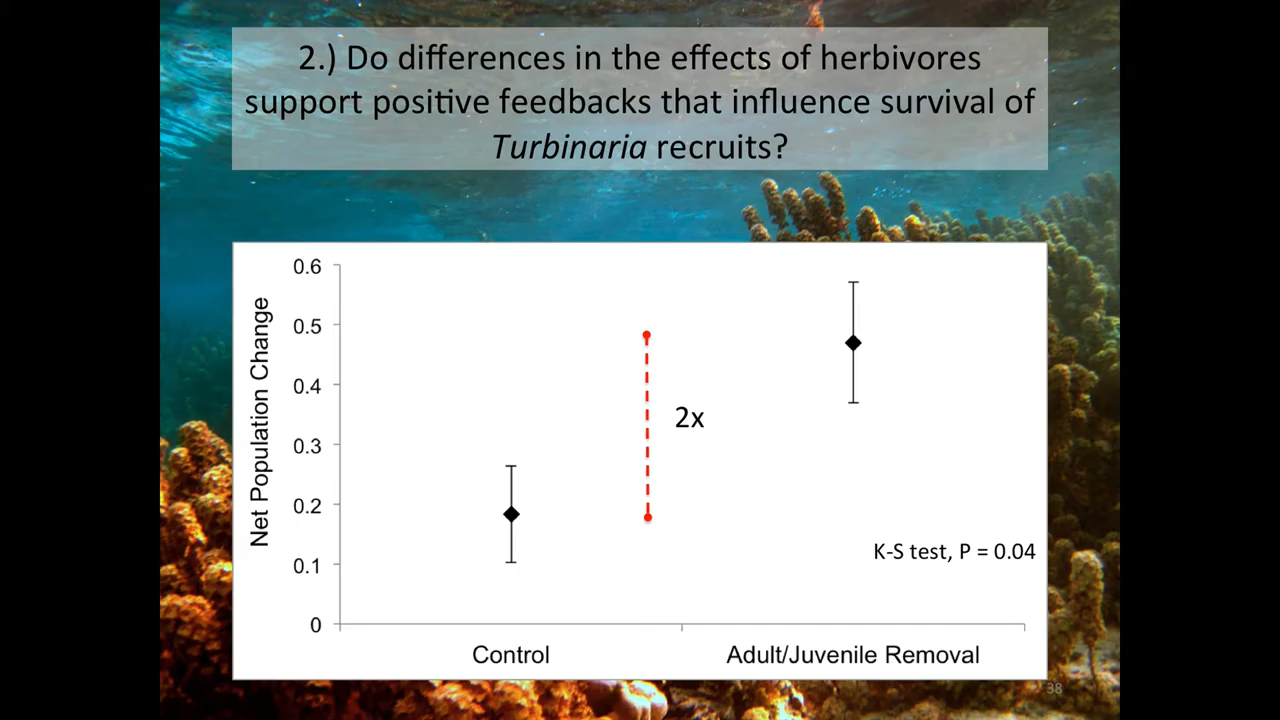 2.) Do differences in the effects of herbivores
support positive feedbacks that influence survival of
Turbinaria recruits?
Net Population Change
0.6
0.5
0.4
0.3
0.2
0.1
0
2x
K-S test, P = 0.04
Control
Adult/Juvenile Removal
38